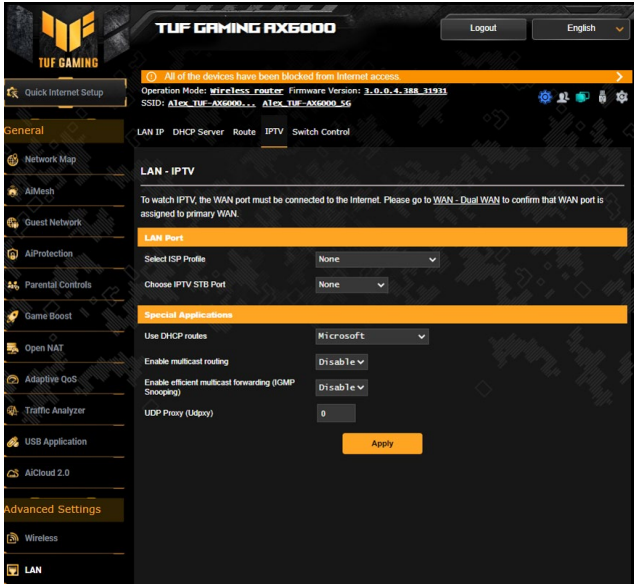 TUF GAMING AX6000
Logout
English
TUF GAMING
All of the devices have been blocked from Internet access.
Quick Internet Setup
Operation Mode: Wireless router Firmware Version: 3.0.0.4.388_31931
SSID: Alex_TUF-AX6000... Alex_TUF-AX6000_5G
General
LAN IP DHCP Server Route IPTV Switch Control
Network Map
AiMesh
Guest Network
AiProtection
Parental Controls
Game Boost
Open NAT
Adaptive QoS
Traffic Analyzer
USB Application
AiCloud 2.0
Advanced Settings
Wireless
LAN
LAN - IPTV
To watch IPTV, the WAN port must be connected to the Internet. Please go to WAN - Dual WAN to confirm that WAN port is
assigned to primary WAN.
LAN Port
Select ISP Profile None
Choose IPTV STB Port None
Special Applications
Use DHCP routes Microsoft
Enable multicast routing Disable
Enable efficient multicast forwarding (IGMP
Snooping) Disable
UDP Proxy (Udpxy) 0
Apply